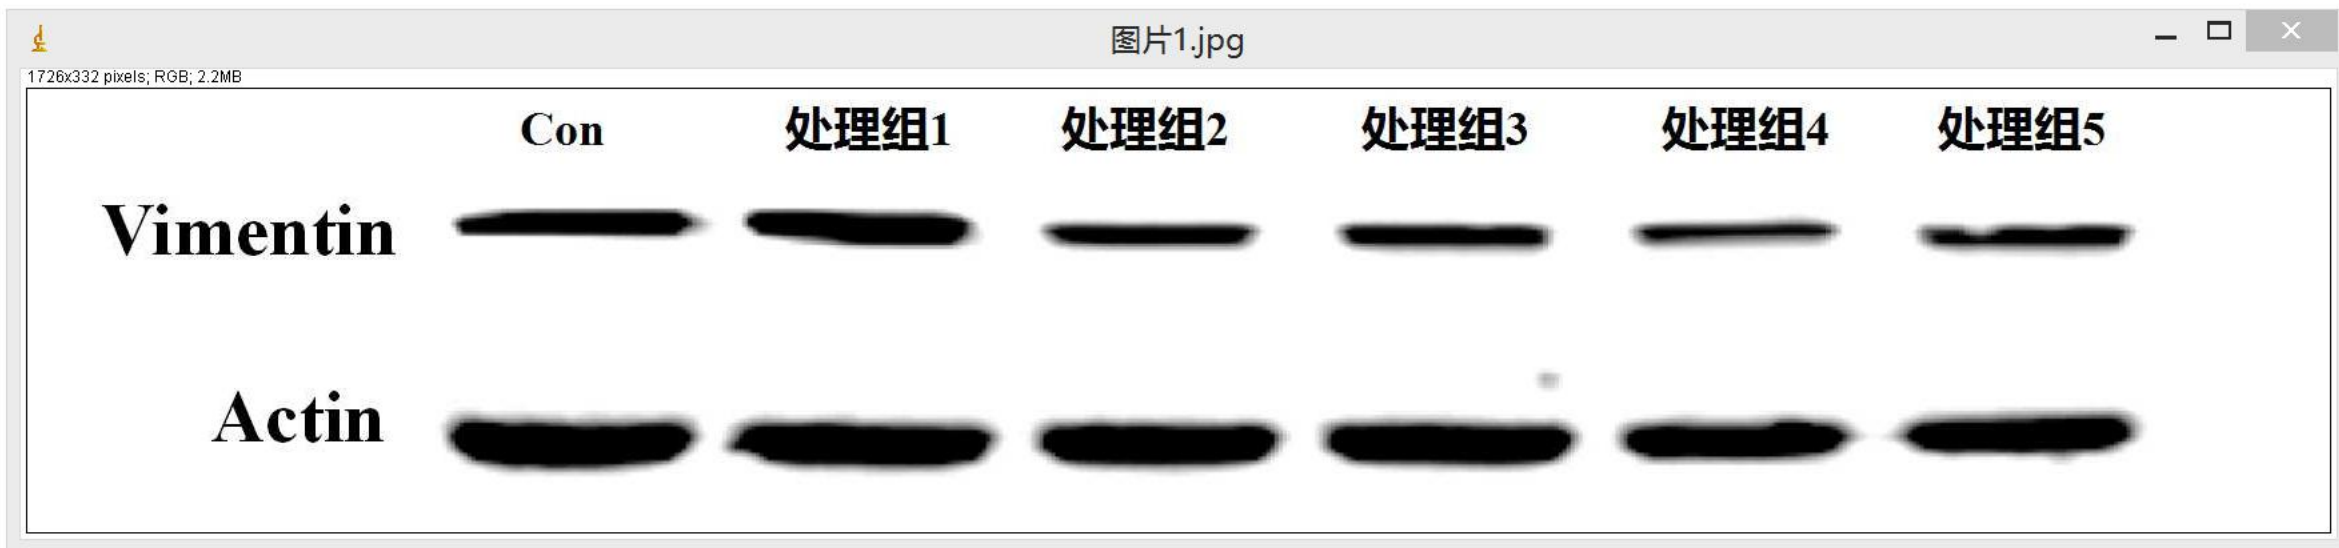 图片1.jpg
1726x332 pixels; RGB; 2.2MB
Con 处理组1 处理组2 处理组3 处理组4 处理组5
Vimentin
Actin